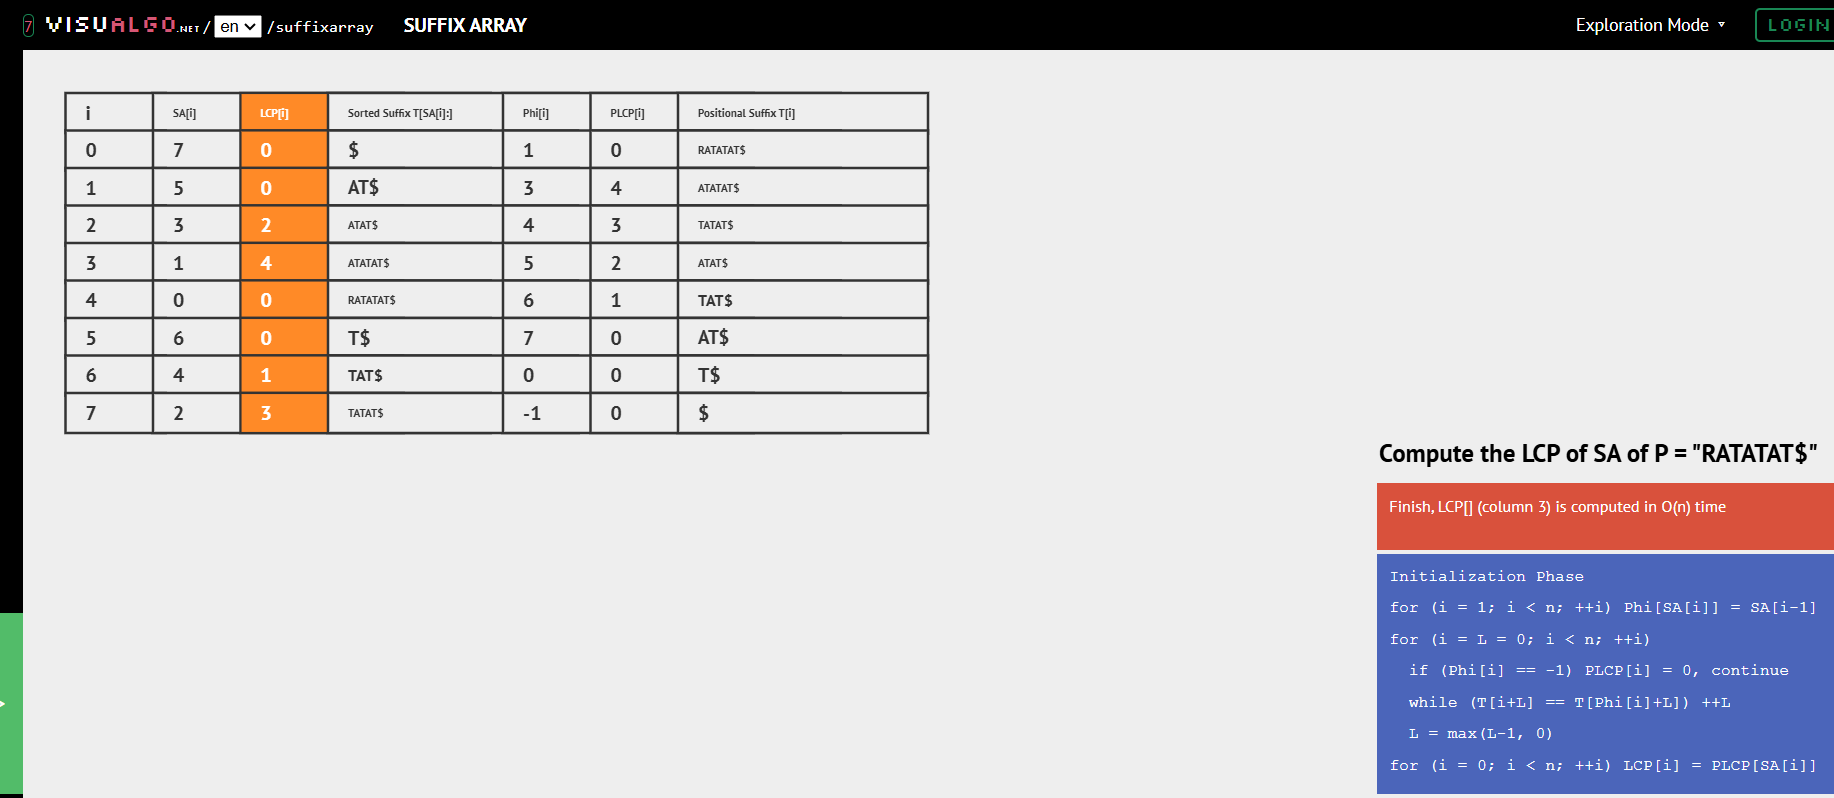 7 VISUALGO.NET / en /suffixarray SUFFIX ARRAY Exploration Mode ▼ LOGIN
i SA[i] LCP[i] Sorted Suffix T[SA[i]:] Phi[i] PLCP[i] Positional Suffix T[i]
0 7 0 $ 1 0 RATATAT$
1 5 0 AT$ 3 4 ATATAT$
2 3 2 ATAT$ 4 3 TATAT$
3 1 4 ATATAT$ 5 2 ATAT$
4 0 0 RATATAT$ 6 1 TAT$
5 6 0 T$ 7 0 AT$
6 4 1 TAT$ 0 0 T$
7 2 3 TATAT$ -1 0 $
Compute the LCP of SA of P = "RATATAT$"
Finish, LCP[] (column 3) is computed in O(n) time
Initialization Phase
for (i = 1; i < n; ++i) Phi[SA[i]] = SA[i-1]
for (i = L = 0; i < n; ++i)
if (Phi[i] == -1) PLCP[i] = 0, continue
while (T[i+L] == T[Phi[i]+L]) ++L
L = max(L-1, 0)
for (i = 0; i < n; ++i) LCP[i] = PLCP[SA[i]]